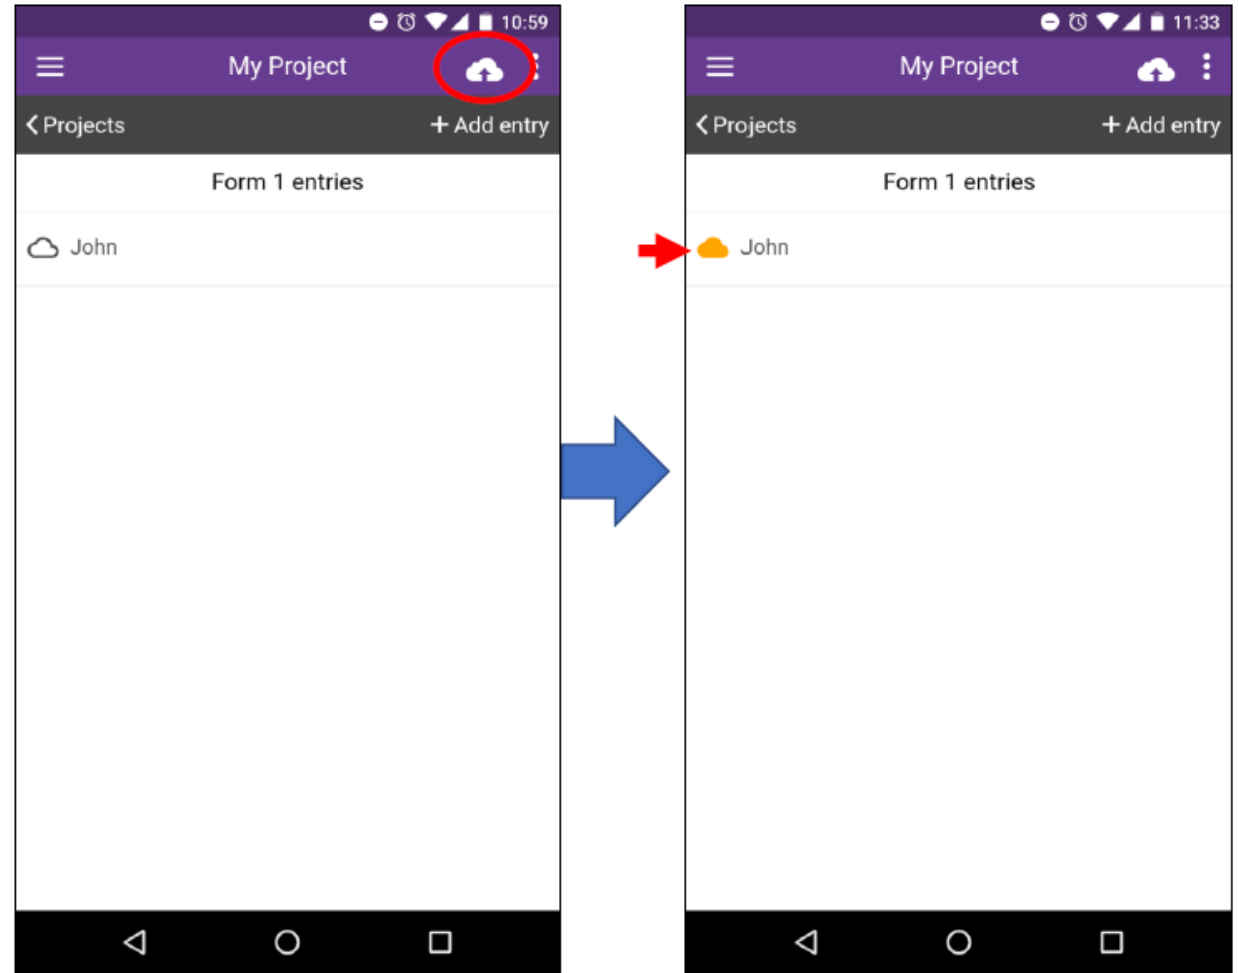 10:59
My Project
Projects
+ Add entry
Form 1 entries
John
11:33
My Project
Projects
+ Add entry
Form 1 entries
John